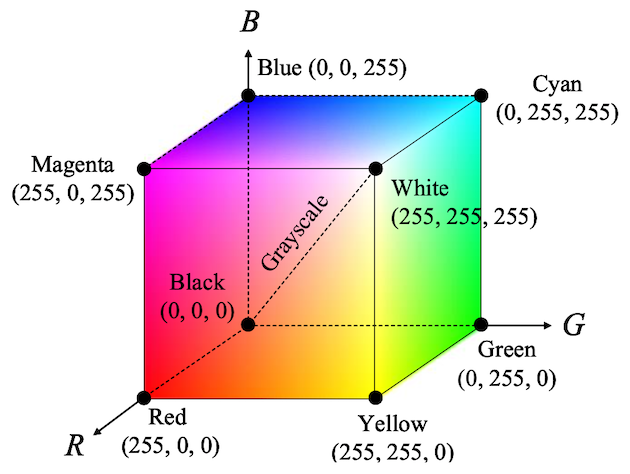 B
Blue (0, 0, 255)
Cyan
(0, 255, 255)
Magenta
(255, 0, 255)
White
(255, 255, 255)
Grayscale
Black
(0, 0, 0)
G
Green
(0, 255, 0)
Red
(255, 0, 0)
Yellow
(255, 255, 0)
R